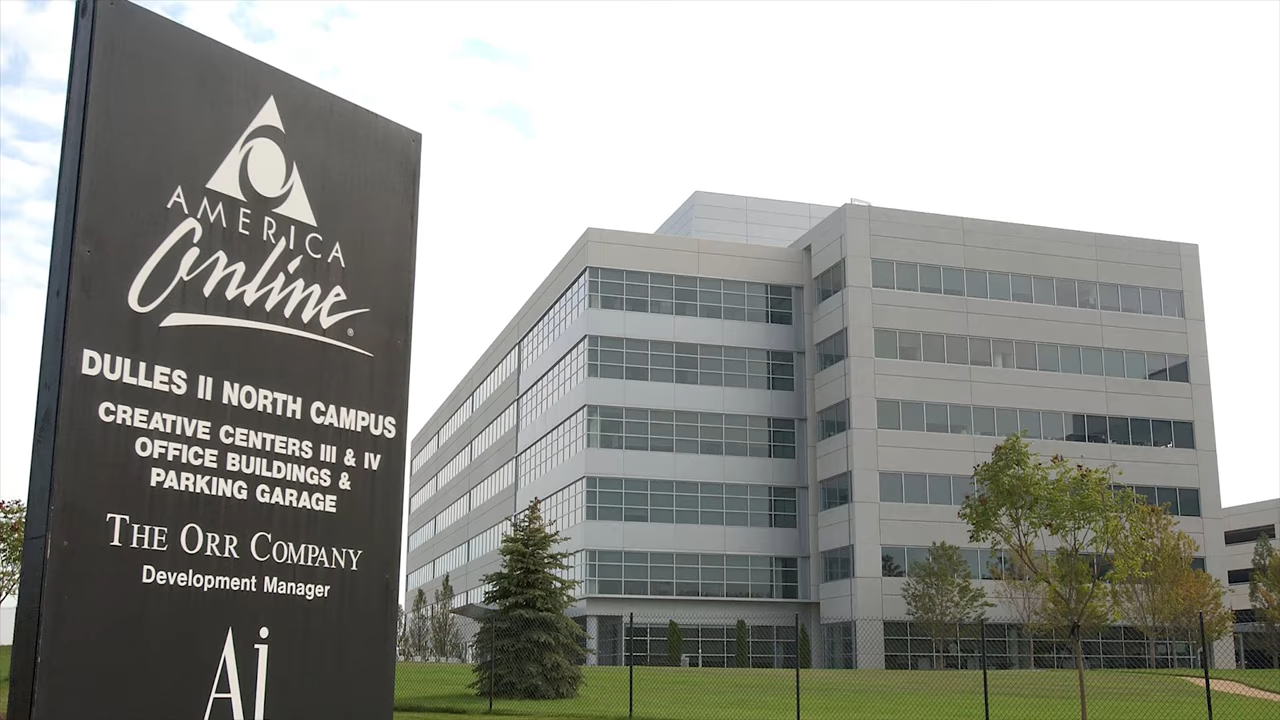 AMERICA
Online
®
DULLES II NORTH CAMPUS
CREATIVE CENTERS III & IV
OFFICE BUILDINGS &
PARKING GARAGE
THE ORR COMPANY
Development Manager
Ai